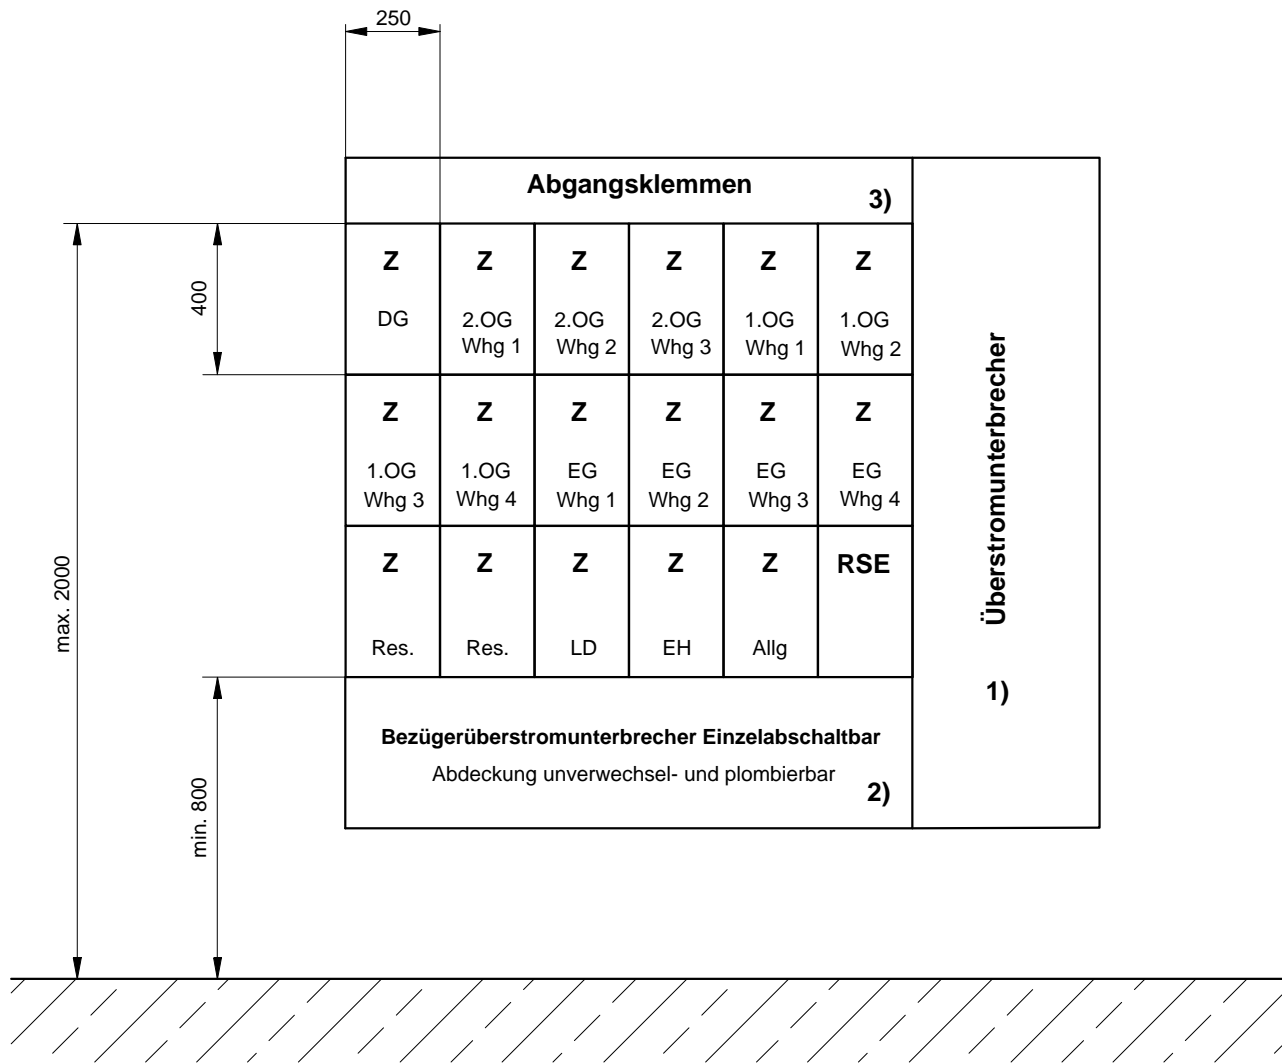 250
Abgangsklemmen
3)
400
max. 2000
min. 800
Z Z Z Z Z Z
DG 2.OG 2.OG 2.OG 1.OG 1.OG
Whg 1 Whg 2 Whg 3 Whg 1 Whg 2
Z Z Z Z Z Z
1.OG 1.OG EG EG EG EG
Whg 3 Whg 4 Whg 1 Whg 2 Whg 3 Whg 4
Z Z Z Z Z RSE
Res. Res. LD EH Allg
Überstromunterbrecher
1)
Bezügerüberstromunterbrecher Einzelabschaltbar
Abdeckung unverwechsel- und plombierbar
2)